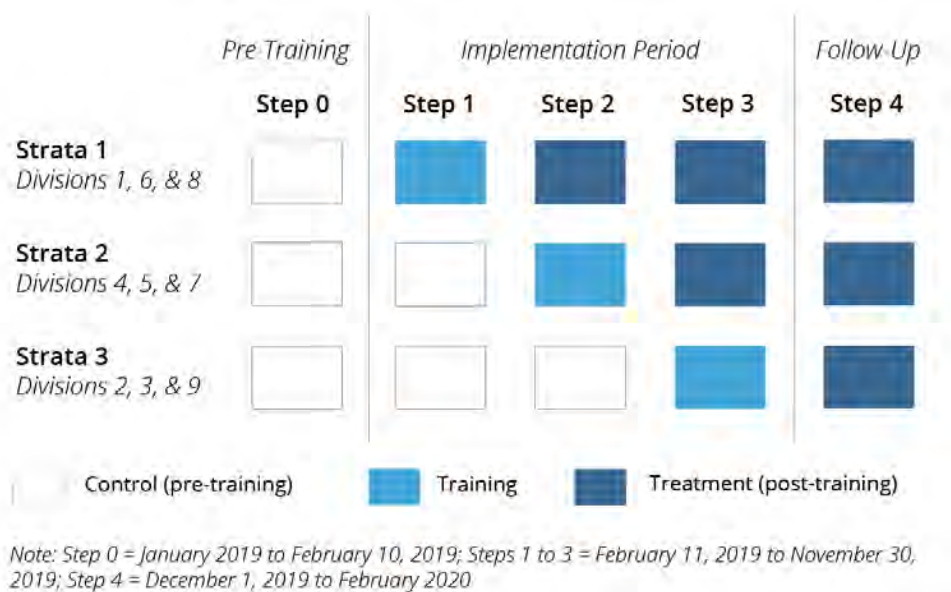 Pre-Training Implementation Period Follow-Up
Step 0 Step 1 Step 2 Step 3 Step 4
Strata 1
Divisions 1, 6, & 8
Strata 2
Divisions 4, 5, & 7
Strata 3
Divisions 2, 3, & 9
Control (pre-training) Training Treatment (post-training)
Note: Step 0 = January 2019 to February 10, 2019; Steps 1 to 3 = February 11, 2019 to November 30,
2019; Step 4 = December 1, 2019 to February 2020